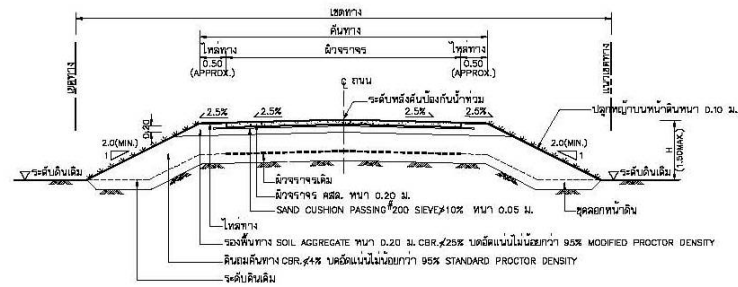 เขตทาง
คันทาง
ไหล่ทาง ผิวจราจร ไหล่ทาง
0.50 (APPROX.) 0.50 (APPROX.)
℄ ถนน
เขตทาง
แนวเขตทาง
ระดับหลังคันป้องกันน้ำท่วม
2.5% 2.5% 2.5% 2.5%
ปลูกหญ้าบนหน้าดินหนา 0.10 ม.
0.20
2.0(MIN.) 1
2.0(MIN.) 1
H (1.50MAX.)
ระดับดินเดิม ระดับดินเดิม
ผิวจราจรเดิม
ผิวจราจร คสล. หนา 0.20 ม.
SAND CUSHION PASSING #200 SIEVE≯10% หนา 0.05 ม.
ขุดลอกหน้าดิน
ไหล่ทาง
รองพื้นทาง SOIL AGGREGATE หนา 0.20 ม. CBR.≮25% บดอัดแน่นไม่น้อยกว่า 95% MODIFIED PROCTOR DENSITY
ดินถมคันทาง CBR.≮4% บดอัดแน่นไม่น้อยกว่า 95% STANDARD PROCTOR DENSITY
ระดับดินเดิม